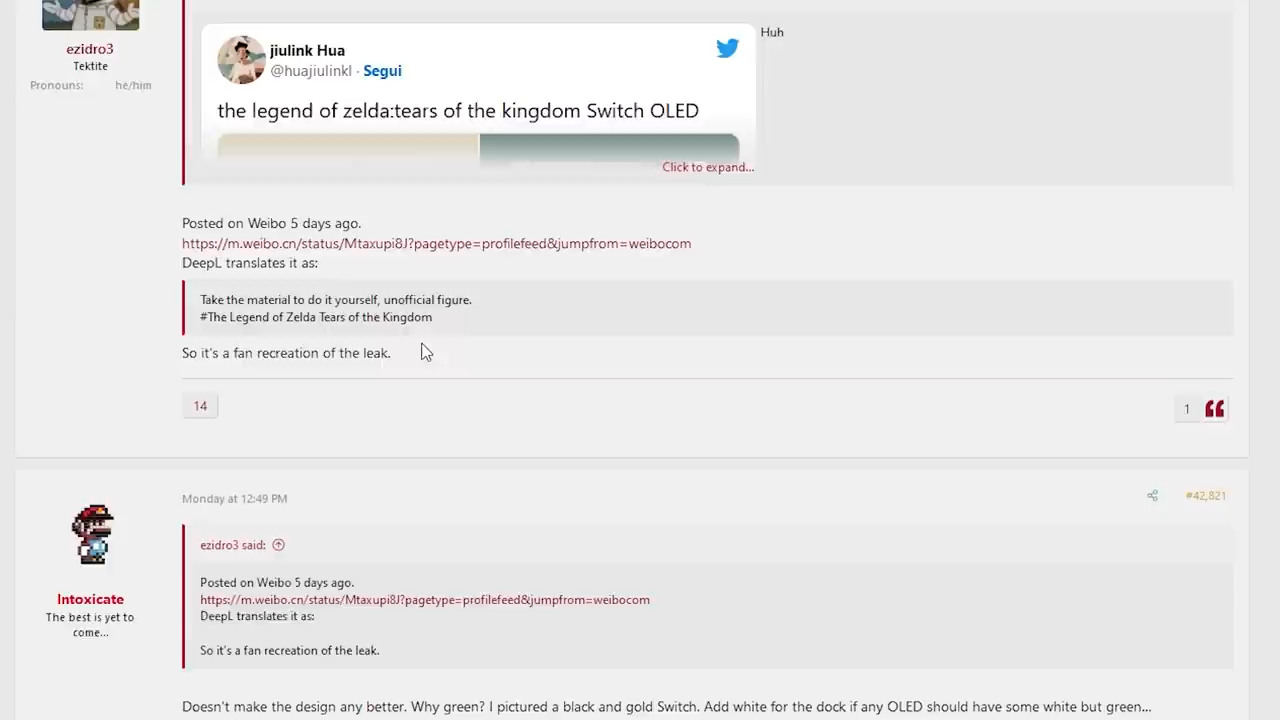 Huh
jiulink Hua
@huajiulinkl · Segui
the legend of zelda:tears of the kingdom Switch OLED
Click to expand...
ezidro3
Tektite
Pronouns: he/him
Posted on Weibo 5 days ago.
https://m.weibo.cn/status/Mtaxupi8J?pagetype=profilefeed&jumpfrom=weibocom
DeepL translates it as:
Take the material to do it yourself, unofficial figure.
#The Legend of Zelda Tears of the Kingdom
So it's a fan recreation of the leak.
14
1
Monday at 12:49 PM
#42,821
Intoxicate
The best is yet to
come...
ezidro3 said:
Posted on Weibo 5 days ago.
https://m.weibo.cn/status/Mtaxupi8J?pagetype=profilefeed&jumpfrom=weibocom
DeepL translates it as:
So it's a fan recreation of the leak.
Doesn't make the design any better. Why green? I pictured a black and gold Switch. Add white for the dock if any OLED should have some white but green...